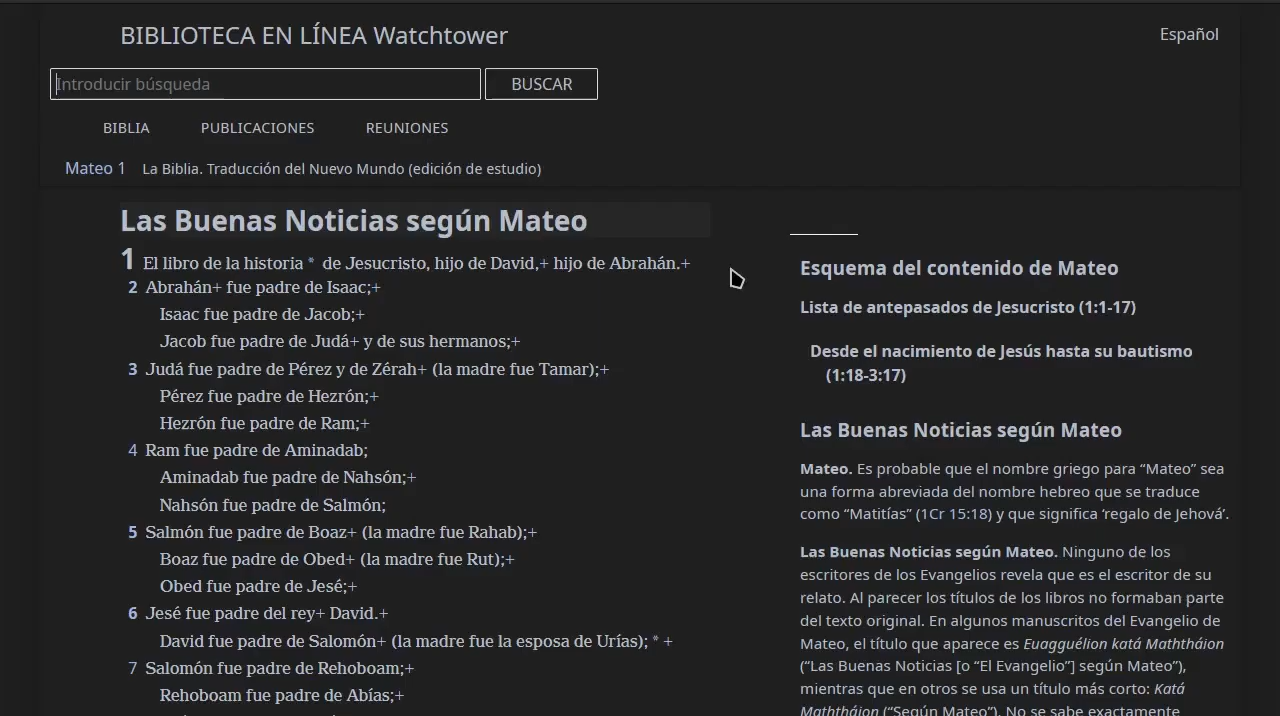 BIBLIOTECA EN LÍNEA Watchtower
Español
Introducir búsqueda
BUSCAR
BIBLIA
PUBLICACIONES
REUNIONES
Mateo 1 La Biblia. Traducción del Nuevo Mundo (edición de estudio)
Las Buenas Noticias según Mateo
1 El libro de la historia * de Jesucristo, hijo de David,+ hijo de Abrahán.+
2 Abrahán+ fue padre de Isaac;+
Isaac fue padre de Jacob;+
Jacob fue padre de Judá+ y de sus hermanos;+
3 Judá fue padre de Pérez y de Zérah+ (la madre fue Tamar);+
Pérez fue padre de Hezrón;+
Hezrón fue padre de Ram;+
4 Ram fue padre de Aminadab;
Aminadab fue padre de Nahsón;+
Nahsón fue padre de Salmón;
5 Salmón fue padre de Boaz+ (la madre fue Rahab);+
Boaz fue padre de Obed+ (la madre fue Rut);+
Obed fue padre de Jesé;+
6 Jesé fue padre del rey+ David.+
David fue padre de Salomón+ (la madre fue la esposa de Urías); * +
7 Salomón fue padre de Rehoboam;+
Rehoboam fue padre de Abías;+
Esquema del contenido de Mateo
Lista de antepasados de Jesucristo (1:1-17)
Desde el nacimiento de Jesús hasta su bautismo
(1:18-3:17)
Las Buenas Noticias según Mateo
Mateo. Es probable que el nombre griego para “Mateo” sea
una forma abreviada del nombre hebreo que se traduce
como “Matitías” (1Cr 15:18) y que significa ‘regalo de Jehová’.
Las Buenas Noticias según Mateo. Ninguno de los
escritores de los Evangelios revela que es el escritor de su
relato. Al parecer los títulos de los libros no formaban parte
del texto original. En algunos manuscritos del Evangelio de
Mateo, el título que aparece es Euagguélion katá Maththáion
(“Las Buenas Noticias [o “El Evangelio”] según Mateo”),
mientras que en otros se usa un título más corto: Katá
Maththáion (“Según Mateo”). No se sabe exactamente